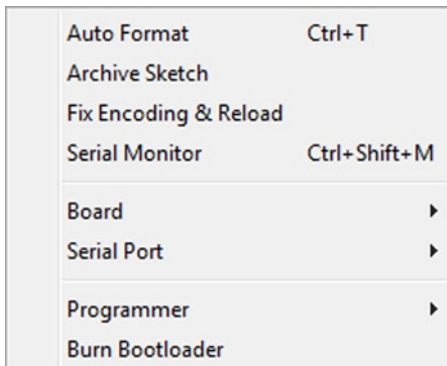 Auto Format Ctrl+T
Archive Sketch
Fix Encoding & Reload
Serial Monitor Ctrl+Shift+M
Board
Serial Port
Programmer
Burn Bootloader